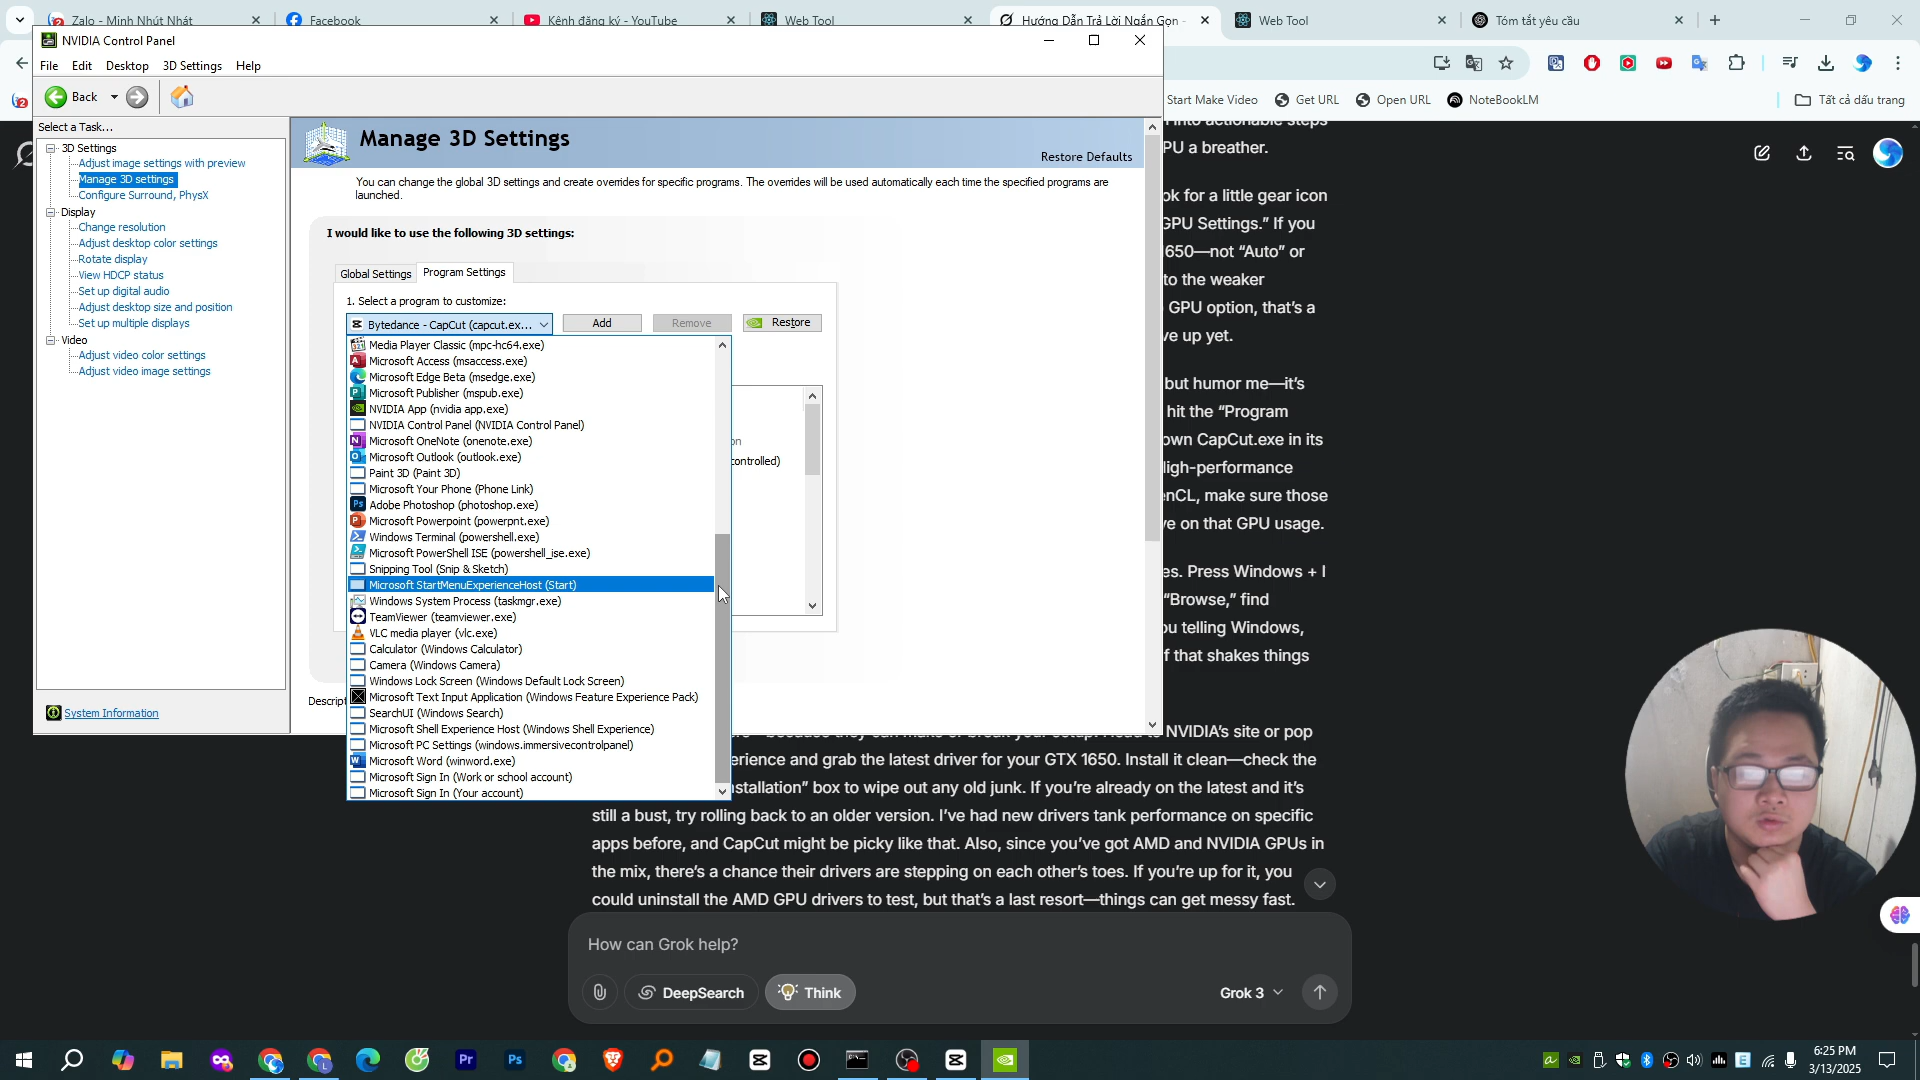 Zalo - Minh Nhút Nhát
Facebook
Kênh đăng ký - YouTube
Web Tool
Hướng Dẫn Trả Lời Ngắn Gọn -
Web Tool
Tóm tắt yêu cầu
NVIDIA Control Panel
File Edit Desktop 3D Settings Help
Back
Start Make Video
Get URL
Open URL
NoteBookLM
Tất cả dấu trang
Select a Task...
3D Settings
Adjust image settings with preview
Manage 3D settings
Configure Surround, PhysX
Display
Change resolution
Adjust desktop color settings
Rotate display
View HDCP status
Set up digital audio
Adjust desktop size and position
Set up multiple displays
Video
Adjust video color settings
Adjust video image settings
System Information
Manage 3D Settings
Restore Defaults
You can change the global 3D settings and create overrides for specific programs. The overrides will be used automatically each time the specified programs are
launched.
I would like to use the following 3D settings:
Global Settings
Program Settings
1. Select a program to customize:
Bytedance - CapCut (capcut.ex...
Add
Remove
Restore
Media Player Classic (mpc-hc64.exe)
Microsoft Access (msaccess.exe)
Microsoft Edge Beta (msedge.exe)
Microsoft Publisher (mspub.exe)
NVIDIA App (nvidia app.exe)
NVIDIA Control Panel (NVIDIA Control Panel)
Microsoft OneNote (onenote.exe)
Microsoft Outlook (outlook.exe)
Paint 3D (Paint 3D)
Microsoft Your Phone (Phone Link)
Adobe Photoshop (photoshop.exe)
Microsoft Powerpoint (powerpnt.exe)
Windows Terminal (powershell.exe)
Microsoft PowerShell ISE (powershell_ise.exe)
Snipping Tool (Snip & Sketch)
Microsoft StartMenuExperienceHost (Start)
Windows System Process (taskmgr.exe)
TeamViewer (teamviewer.exe)
VLC media player (vlc.exe)
Calculator (Windows Calculator)
Camera (Windows Camera)
Windows Lock Screen (Windows Default Lock Screen)
Microsoft Text Input Application (Windows Feature Experience Pack)
SearchUI (Windows Search)
Microsoft Shell Experience Host (Windows Shell Experience)
Microsoft PC Settings (windows.immersivecontrolpanel)
Microsoft Word (winword.exe)
Microsoft Sign In (Work or school account)
Microsoft Sign In (Your account)
on
controlled)
Descript
into actionable steps
PU a breather.
ok for a little gear icon
GPU Settings.” If you
650—not “Auto” or
to the weaker
GPU option, that’s a
ve up yet.
but humor me—it’s
hit the “Program
own CapCut.exe in its
High-performance
enCL, make sure those
ve on that GPU usage.
es. Press Windows + I
“Browse,” find
ou telling Windows,
f that shakes things
because they can make or break your setup. Head to NVIDIA’s site or pop
erience and grab the latest driver for your GTX 1650. Install it clean—check the
stallation” box to wipe out any old junk. If you’re already on the latest and it’s
still a bust, try rolling back to an older version. I’ve had new drivers tank performance on specific
apps before, and CapCut might be picky like that. Also, since you’ve got AMD and NVIDIA GPUs in
the mix, there’s a chance their drivers are stepping on each other’s toes. If you’re up for it, you
could uninstall the AMD GPU drivers to test, but that’s a last resort—things can get messy fast.
How can Grok help?
DeepSearch
Think
Grok 3
6:25 PM
3/13/2025